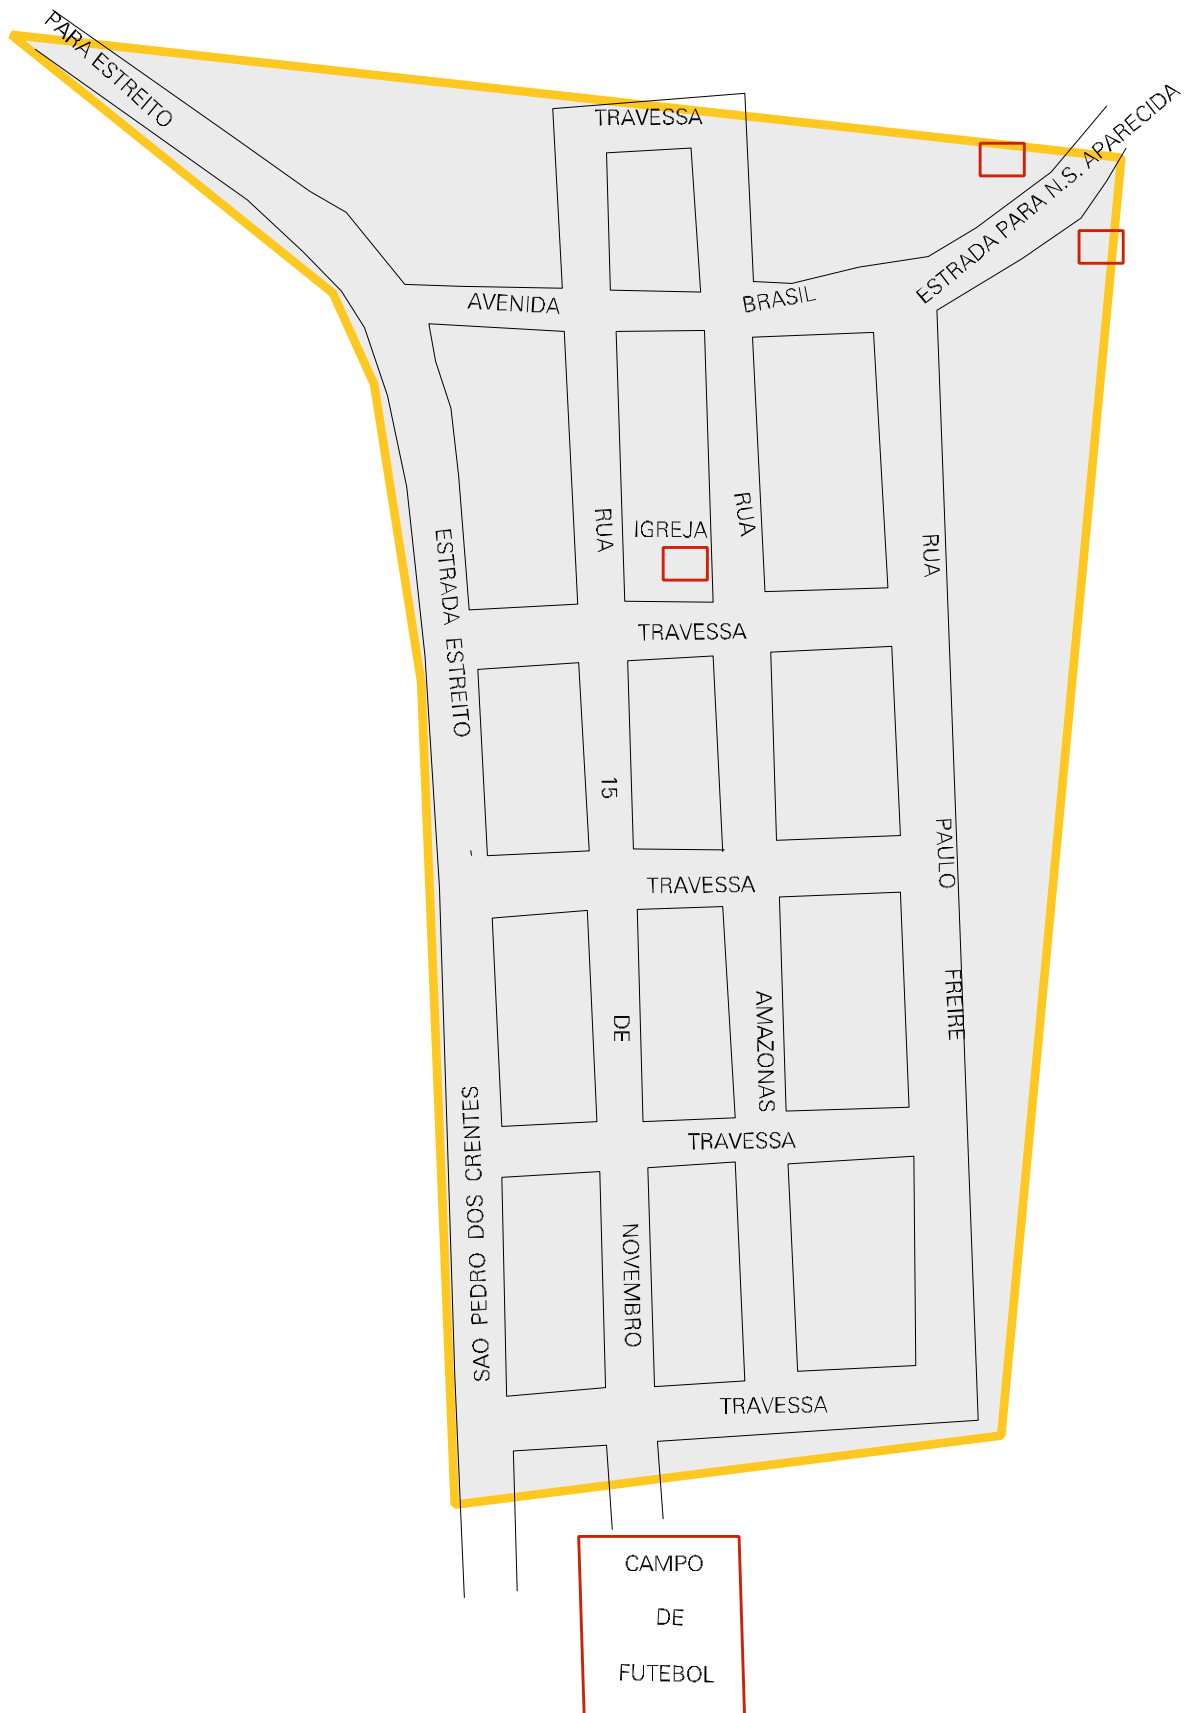 PARA ESTREITO
TRAVESSA
ESTRADA PARA N.S. APARECIDA
AVENIDA BRASIL
RUA
IGREJA
RUA
RUA
ESTRADA ESTREITO
TRAVESSA
15
PAULO
TRAVESSA
FREIRE
DE
AMAZONAS
SAO PEDRO DOS CRENTES
TRAVESSA
NOVEMBRO
TRAVESSA
CAMPO
DE
FUTEBOL